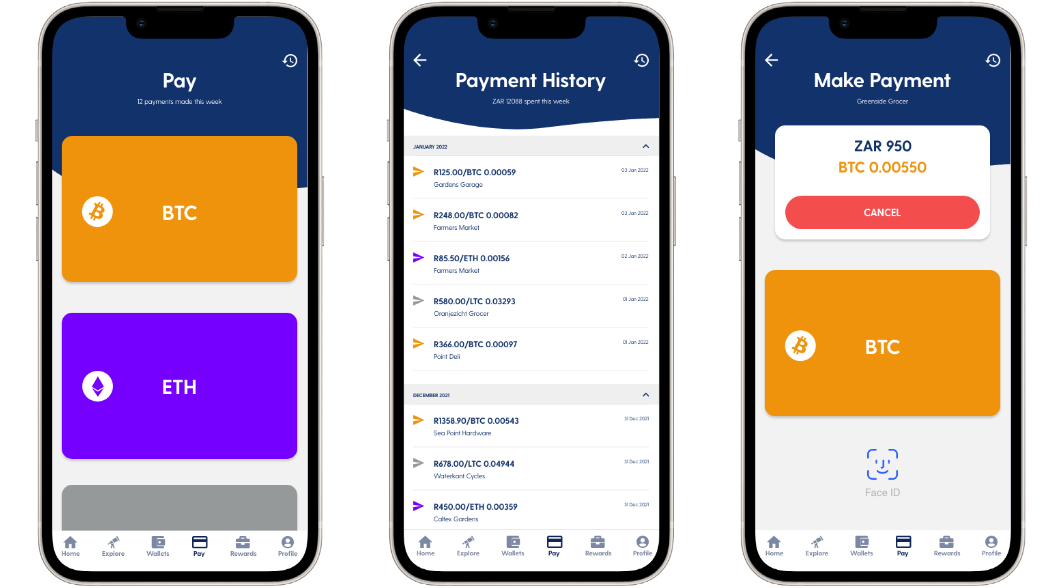 Pay
12 payments made this week
BTC
ETH
Home Explore Wallets Pay Rewards Profile
Payment History
ZAR 12088 spent this week
JANUARY 2022
R125.00/BTC 0.00059 03 Jan 2022
Gardens Garage
R248.00/BTC 0.00082 03 Jan 2022
Farmers Market
R85.50/ETH 0.00156 02 Jan 2022
Farmers Market
R580.00/LTC 0.03293 01 Jan 2022
Oranjezicht Grocer
R366.00/BTC 0.00097 01 Jan 2022
Point Deli
DECEMBER 2021
R1358.90/BTC 0.00543 31 Dec 2021
Sea Point Hardware
R678.00/LTC 0.04944 31 Dec 2021
Waterkant Cycles
R450.00/ETH 0.00359 31 Dec 2021
Caltex Gardens
Home Explore Wallets Pay Rewards Profile
Make Payment
Greenside Grocer
ZAR 950
BTC 0.00550
CANCEL
BTC
Face ID
Home Explore Wallets Pay Rewards Profile